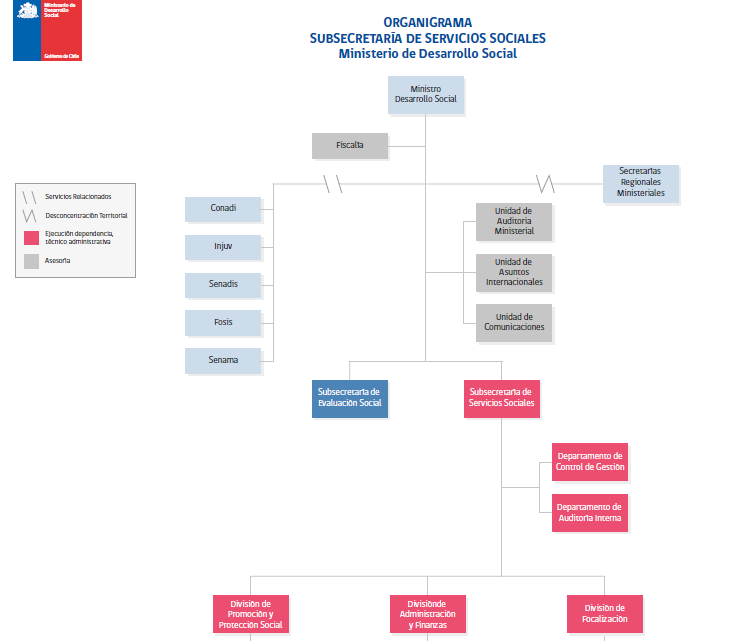 Ministerio de
Desarrollo
Social
Gobierno de Chile
ORGANIGRAMA
SUBSECRETARÍA DE SERVICIOS SOCIALES
Ministerio de Desarrollo Social
Ministro
Desarrollo Social
Fiscalía
Secretarías
Regionales
Ministeriales
Servicios Relacionados
Desconcentración Territorial
Ejecución dependencia,
técnico administrativa
Asesoría
Conadi
Injuv
Senadis
Fosis
Senama
Unidad de
Auditoria
Ministerial
Unidad de
Asuntos
Internacionales
Unidad de
Comunicaciones
Subsecretaría de
Evaluación Social
Subsecretaría de
Servicios Sociales
Departamento de
Control de Gestión
Departamento de
Auditoría Interna
División de
Promoción y
Protección Social
Divisiónde
Administración
y Finanzas
División de
Focalización